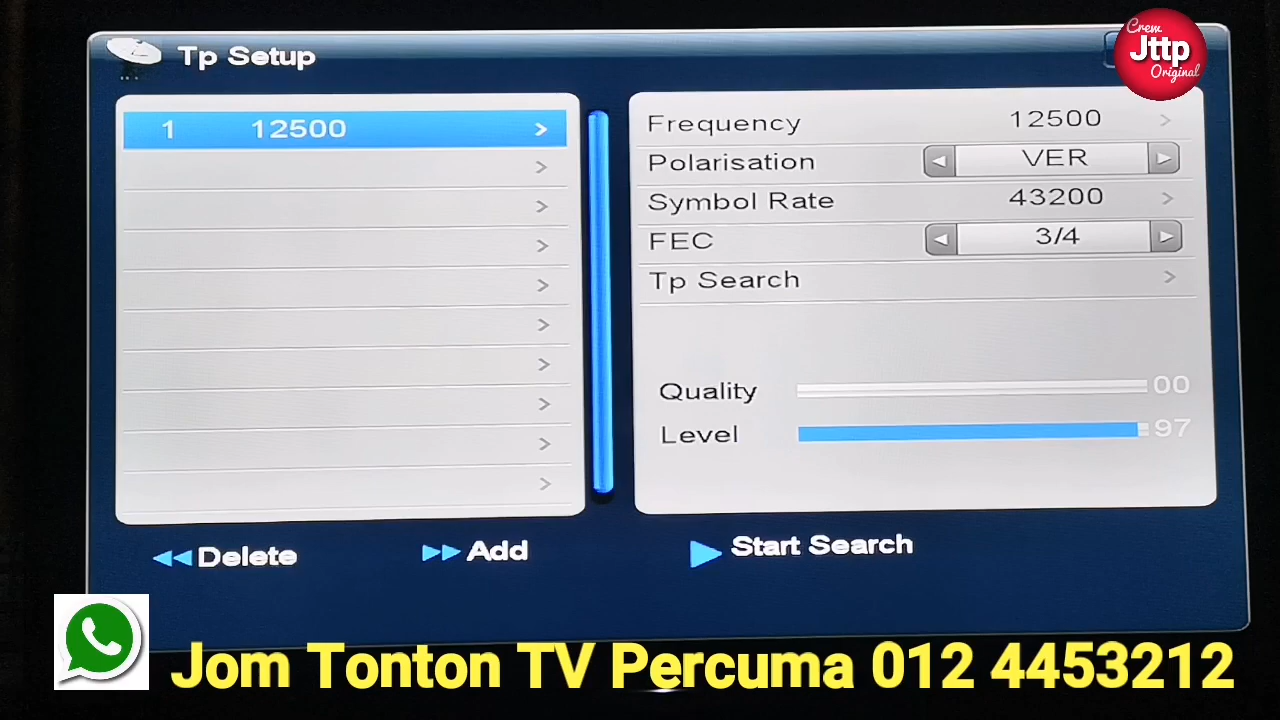 Tp Setup
Crew
Jttp
Original
1 12500 >
Frequency 12500
Polarisation VER
Symbol Rate 43200
FEC 3/4
Tp Search
Quality 00
Level 97
Delete Add Start Search
Jom Tonton TV Percuma 012 4453212